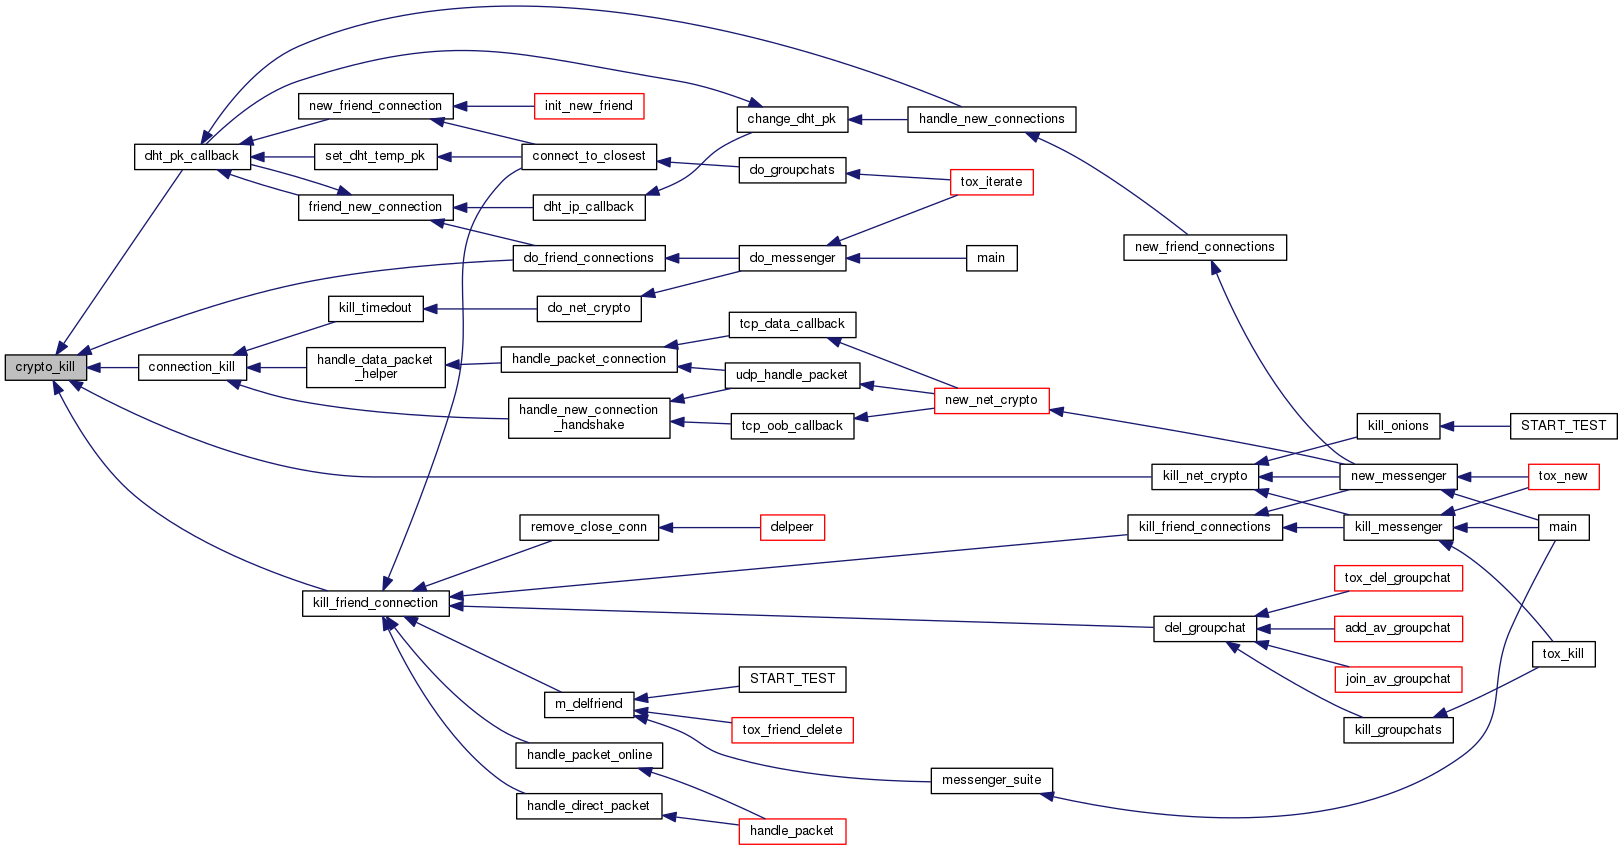 new_friend_connection
init_new_friend
change_dht_pk
handle_new_connections
dht_pk_callback
set_dht_temp_pk
connect_to_closest
do_groupchats
tox_iterate
friend_new_connection
dht_ip_callback
new_friend_connections
do_friend_connections
do_messenger
main
kill_timedout
do_net_crypto
tcp_data_callback
crypto_kill
connection_kill
handle_data_packet
_helper
handle_packet_connection
udp_handle_packet
new_net_crypto
handle_new_connection
_handshake
tcp_oob_callback
kill_onions
START_TEST
kill_net_crypto
new_messenger
tox_new
remove_close_conn
delpeer
kill_friend_connections
kill_messenger
main
tox_del_groupchat
kill_friend_connection
del_groupchat
add_av_groupchat
tox_kill
START_TEST
join_av_groupchat
m_delfriend
tox_friend_delete
kill_groupchats
handle_packet_online
messenger_suite
handle_direct_packet
handle_packet